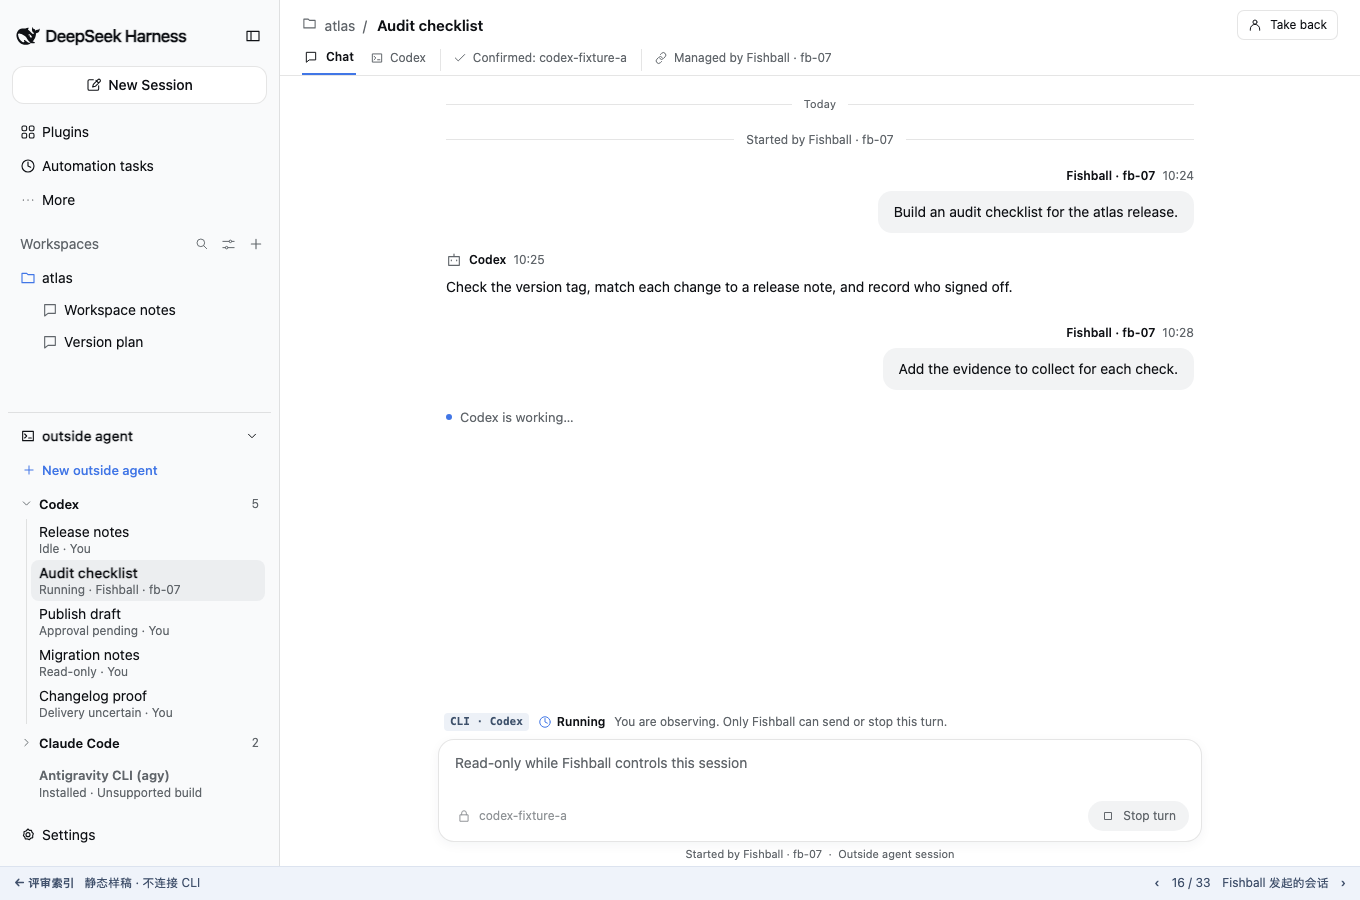 DeepSeek Harness
New Session
Plugins
Automation tasks
More
Workspaces
atlas
Workspace notes
Version plan
outside agent
New outside agent
Codex 5
Release notes
Idle · You
Audit checklist
Running · Fishball · fb-07
Publish draft
Approval pending · You
Migration notes
Read-only · You
Changelog proof
Delivery uncertain · You
Claude Code 2
Antigravity CLI (agy)
Installed · Unsupported build
Settings
atlas / Audit checklist
Take back
Chat Codex Confirmed: codex-fixture-a Managed by Fishball · fb-07
Today
Started by Fishball · fb-07
Fishball · fb-07 10:24
Build an audit checklist for the atlas release.
Codex 10:25
Check the version tag, match each change to a release note, and record who signed off.
Fishball · fb-07 10:28
Add the evidence to collect for each check.
Codex is working...
CLI · Codex Running You are observing. Only Fishball can send or stop this turn.
Read-only while Fishball controls this session
codex-fixture-a Stop turn
Started by Fishball · fb-07 · Outside agent session
← 评审索引 静态样稿 · 不连接 CLI
‹ 16 / 33 Fishball 发起的会话 ›